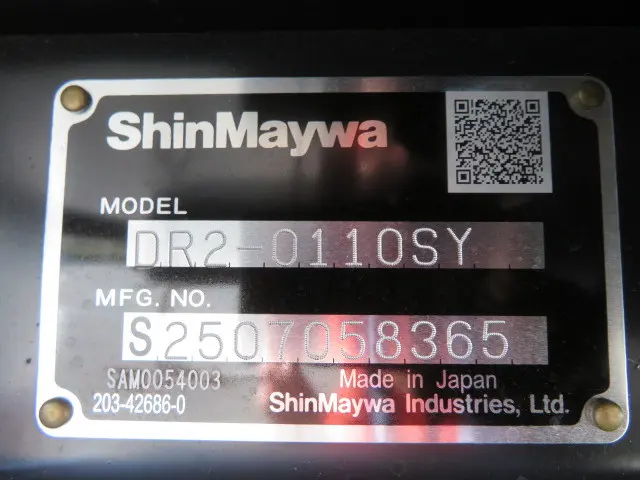 ShinMaywa
MODEL
DR2-0110SY
MFG. NO.
S2507058365
SAM0054003
Made in Japan
203-42686-0
ShinMaywa Industries, Ltd.